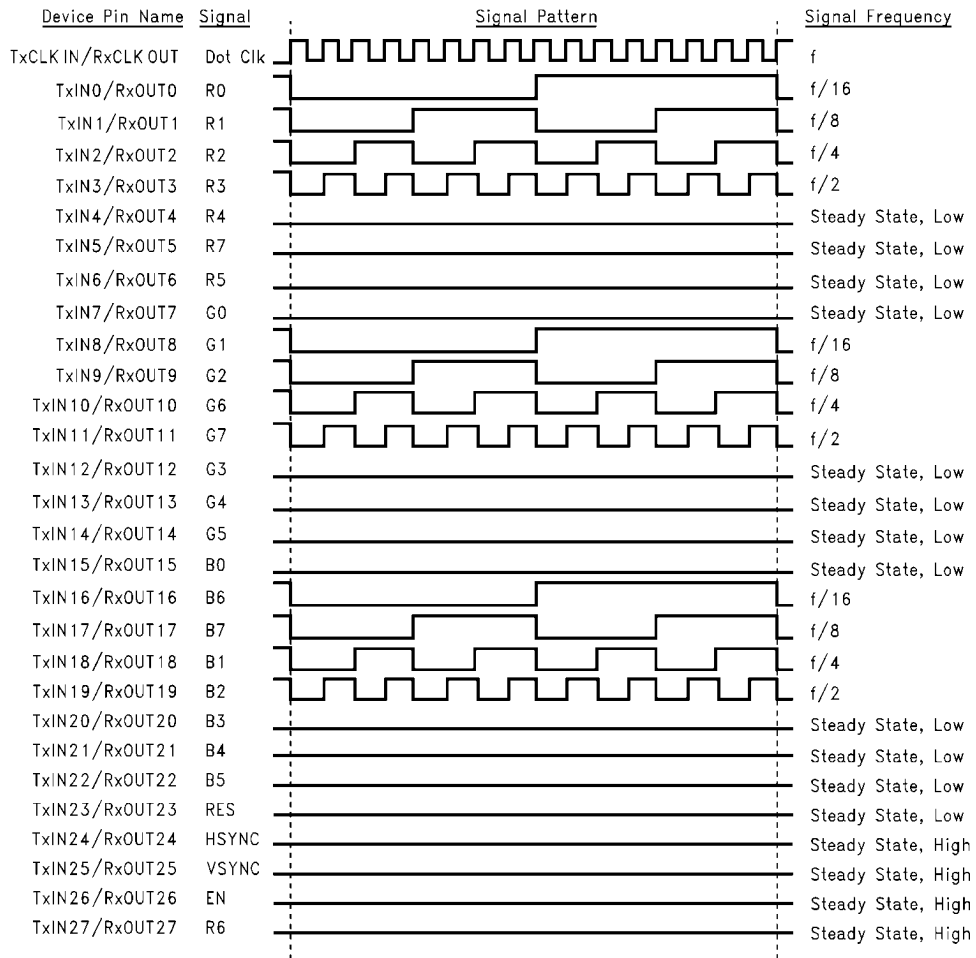 Device Pin Name Signal Signal Pattern Signal Frequency
TxCLK IN/RxCLK OUT Dot Clk f
TxIN0/RxOUT0 R0 f/16
TxIN1/RxOUT1 R1 f/8
TxIN2/RxOUT2 R2 f/4
TxIN3/RxOUT3 R3 f/2
TxIN4/RxOUT4 R4 Steady State, Low
TxIN5/RxOUT5 R7 Steady State, Low
TxIN6/RxOUT6 R5 Steady State, Low
TxIN7/RxOUT7 G0 Steady State, Low
TxIN8/RxOUT8 G1 f/16
TxIN9/RxOUT9 G2 f/8
TxIN10/RxOUT10 G6 f/4
TxIN11/RxOUT11 G7 f/2
TxIN12/RxOUT12 G3 Steady State, Low
TxIN13/RxOUT13 G4 Steady State, Low
TxIN14/RxOUT14 G5 Steady State, Low
TxIN15/RxOUT15 B0 Steady State, Low
TxIN16/RxOUT16 B6 f/16
TxIN17/RxOUT17 B7 f/8
TxIN18/RxOUT18 B1 f/4
TxIN19/RxOUT19 B2 f/2
TxIN20/RxOUT20 B3 Steady State, Low
TxIN21/RxOUT21 B4 Steady State, Low
TxIN22/RxOUT22 B5 Steady State, Low
TxIN23/RxOUT23 RES Steady State, Low
TxIN24/RxOUT24 HSYNC Steady State, High
TxIN25/RxOUT25 VSYNC Steady State, High
TxIN26/RxOUT26 EN Steady State, High
TxIN27/RxOUT27 R6 Steady State, High